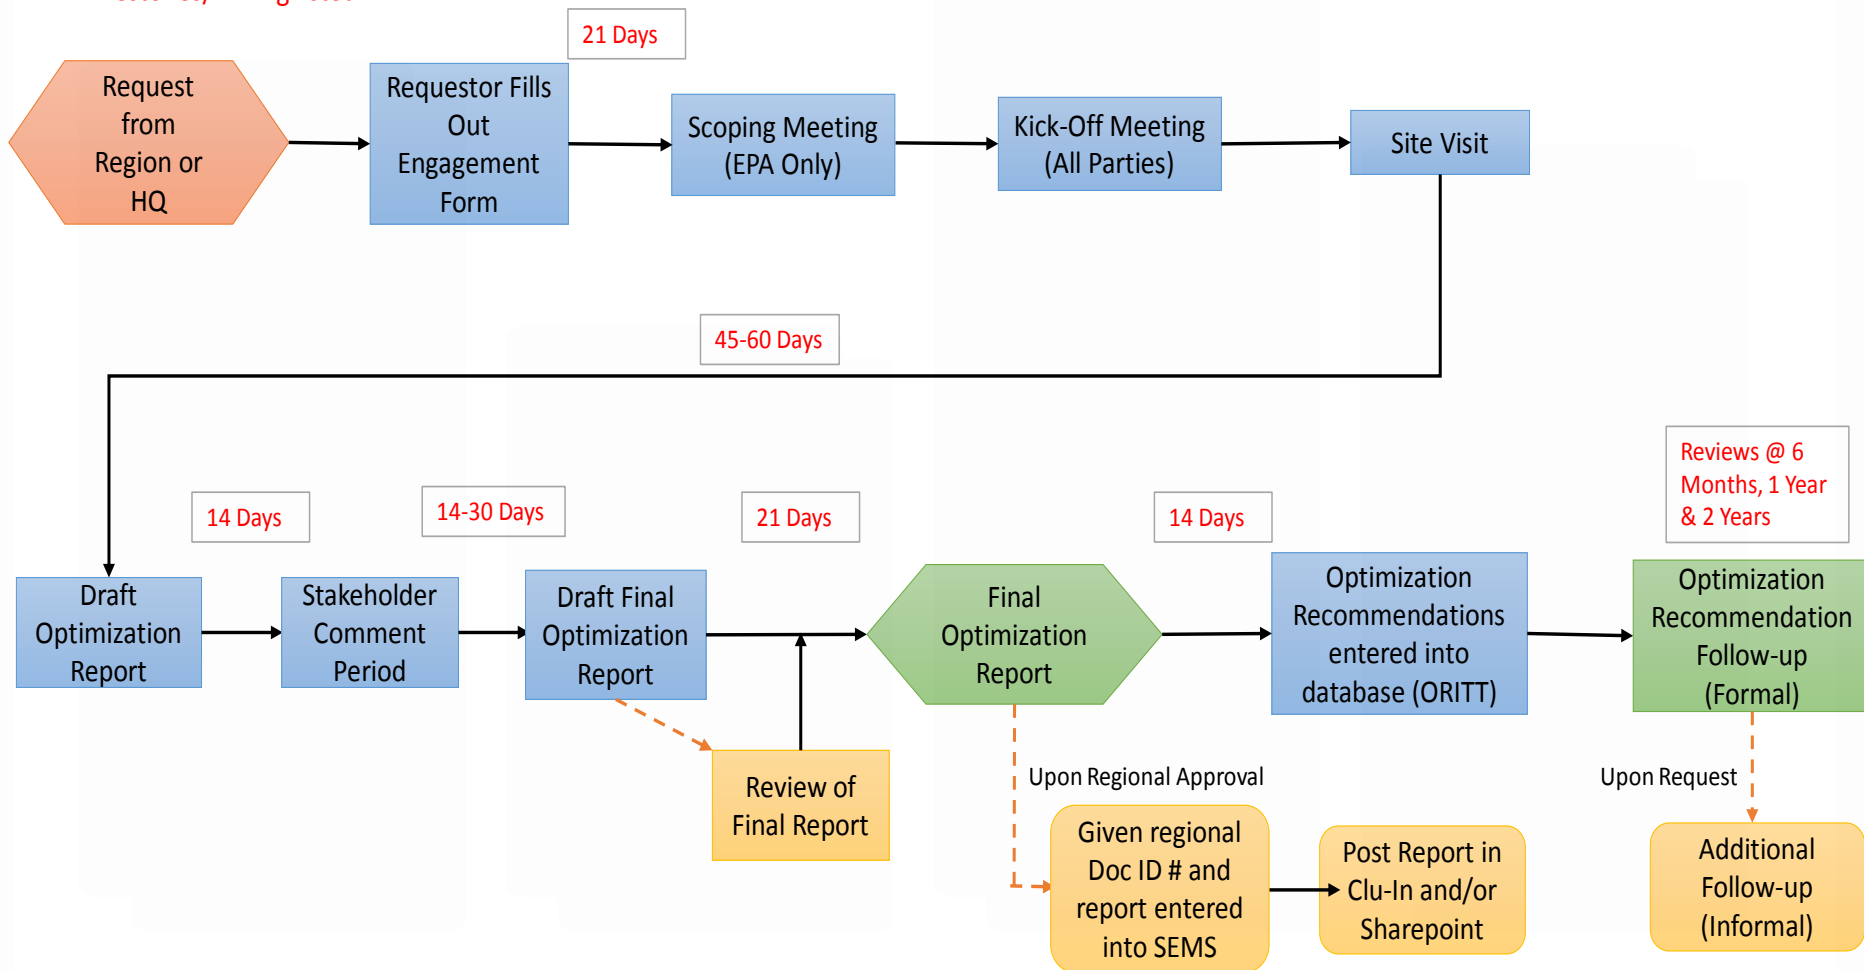 21 Days
Request
from
Region or
HQ
Requestor Fills
Out
Engagement
Form
Scoping Meeting
(EPA Only)
Kick-Off Meeting
(All Parties)
Site Visit
45-60 Days
Reviews @ 6
Months, 1 Year
& 2 Years
14 Days
14-30 Days
21 Days
14 Days
Draft
Optimization
Report
Stakeholder
Comment
Period
Draft Final
Optimization
Report
Final
Optimization
Report
Optimization
Recommendations
entered into
database (ORITT)
Optimization
Recommendation
Follow-up
(Formal)
Review of
Final Report
Upon Regional Approval
Upon Request
Given regional
Doc ID # and
report entered
into SEMS
Post Report in
Clu-In and/or
Sharepoint
Additional
Follow-up
(Informal)